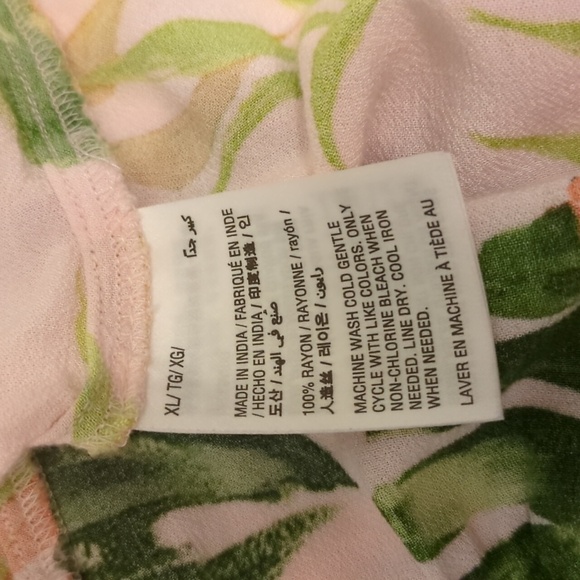 XL/ TG/ XG/ كبير جداً
MADE IN INDIA / FABRIQUÉ EN INDE
/ HECHO EN INDIA / 印度制造 / 인
도산 / صنع في الهند /
100% RAYON / RAYONNE / rayón /
人造丝 / 레이온 / رايون /
MACHINE WASH COLD GENTLE
CYCLE WITH LIKE COLORS. ONLY
NON-CHLORINE BLEACH WHEN
NEEDED. LINE DRY. COOL IRON
WHEN NEEDED.
LAVER EN MACHINE À TIÈDE AU